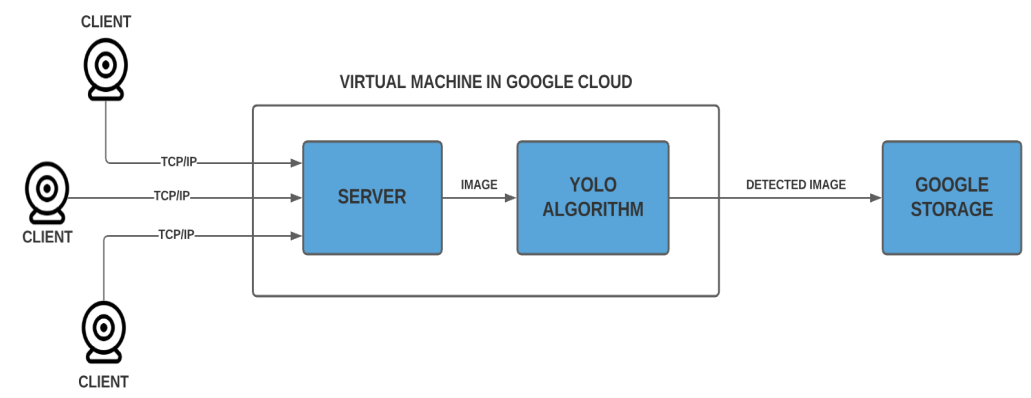 CLIENT
VIRTUAL MACHINE IN GOOGLE CLOUD
TCP/IP
TCP/IP
CLIENT
TCP/IP
CLIENT
SERVER
IMAGE
YOLO
ALGORITHM
DETECTED IMAGE
GOOGLE
STORAGE